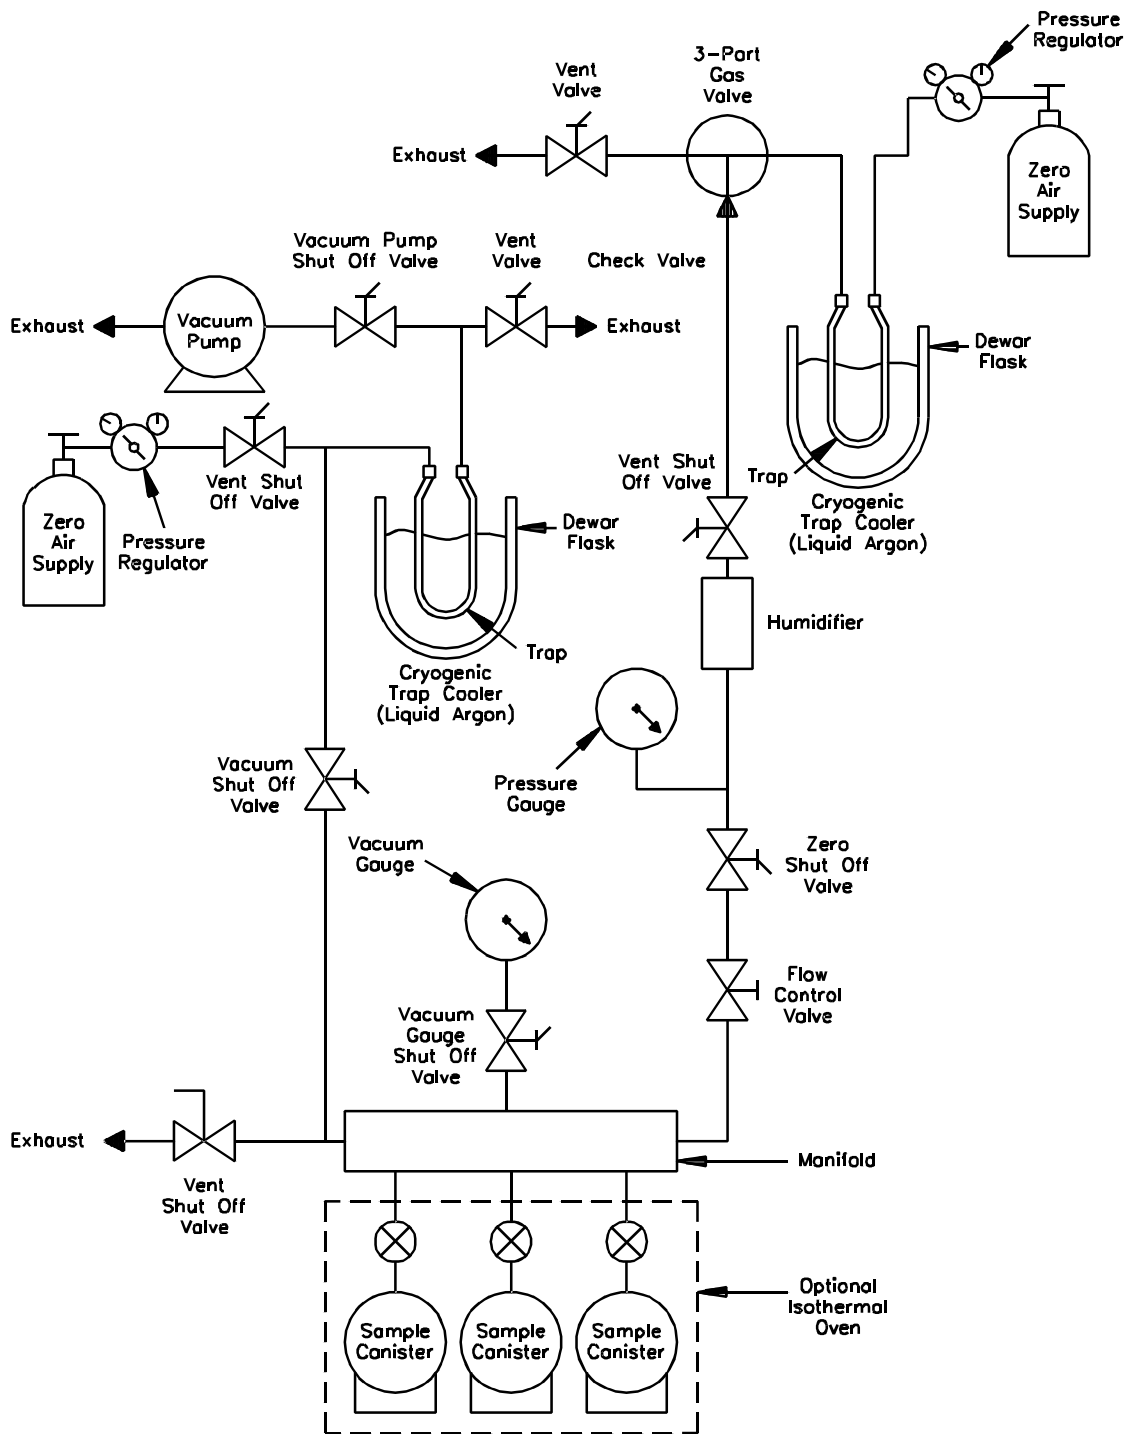 Pressure
Regulator
3-Part
Gas
Valve
Vent
Valve
Exhaust
Zero
Air
Supply
Vacuum Pump
Shut Off Valve
Vent
Valve
Check Valve
Exhaust
Vacuum
Pump
Exhaust
Dewar
Flask
Trap
Cryogenic
Trap Cooler
(Liquid Argon)
Vent Shut
Off Valve
Vent Shut
Off Valve
Zero
Air
Supply
Pressure
Regulator
Dewar
Flask
Trap
Cryogenic
Trap Cooler
(Liquid Argon)
Humidifier
Vacuum
Shut Off
Valve
Pressure
Gauge
Vacuum
Gauge
Zero
Shut Off
Valve
Flow
Control
Valve
Vacuum
Gauge
Shut Off
Valve
Exhaust
Manifold
Vent
Shut Off
Valve
Optional
Isothermal
Oven
Sample
Canister
Sample
Canister
Sample
Canister